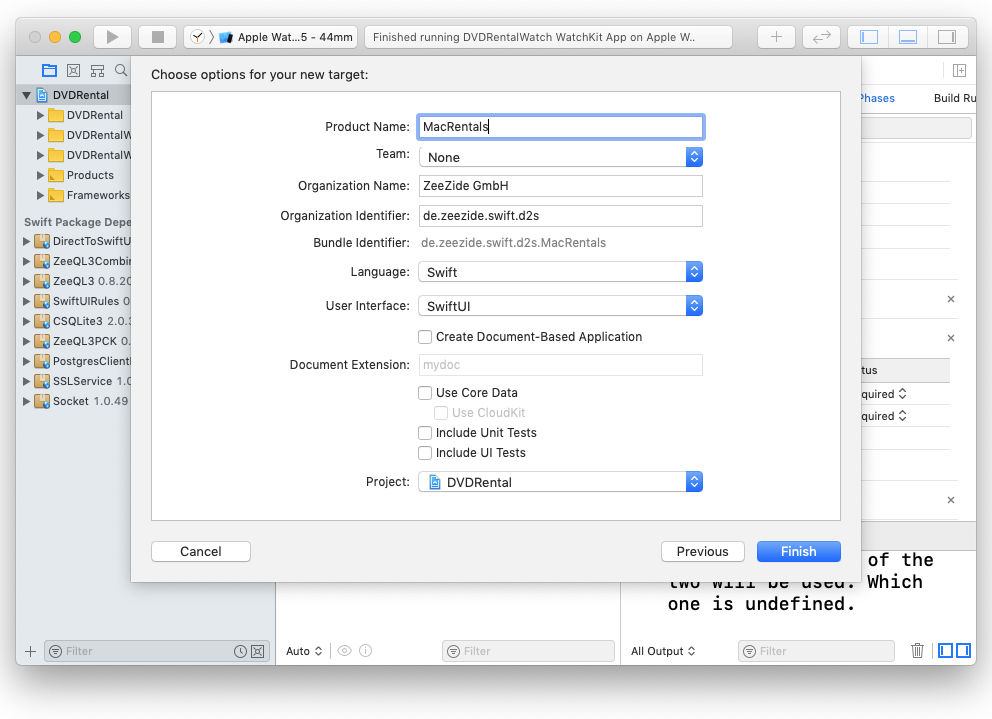 Apple Wat...5 - 44mm
Finished running DVDRentalWatch WatchKit App on Apple W..
Choose options for your new target:
DVDRental
DVDRental
DVDRentalW
DVDRentalW
Products
Frameworks
Swift Package Depe
DirectToSwiftU
ZeeQL3Combin
ZeeQL3 0.8.20
SwiftUIRules 0
CSQLite3 2.0.3
ZeeQL3PCK 0.
PostgresClientI
SSLService 1.0
Socket 1.0.49
Product Name: MacRentals
Team: None
Organization Name: ZeeZide GmbH
Organization Identifier: de.zeezide.swift.d2s
Bundle Identifier: de.zeezide.swift.d2s.MacRentals
Language: Swift
User Interface: SwiftUI
Create Document-Based Application
Document Extension: mydoc
Use Core Data
Use CloudKit
Include Unit Tests
Include UI Tests
Project: DVDRental
Cancel
Previous
Finish
Phases
Build Ru
tus
quired
quired
of the
two will be used. Which
one is undefined.
Filter
Auto
Filter
All Output
Filter